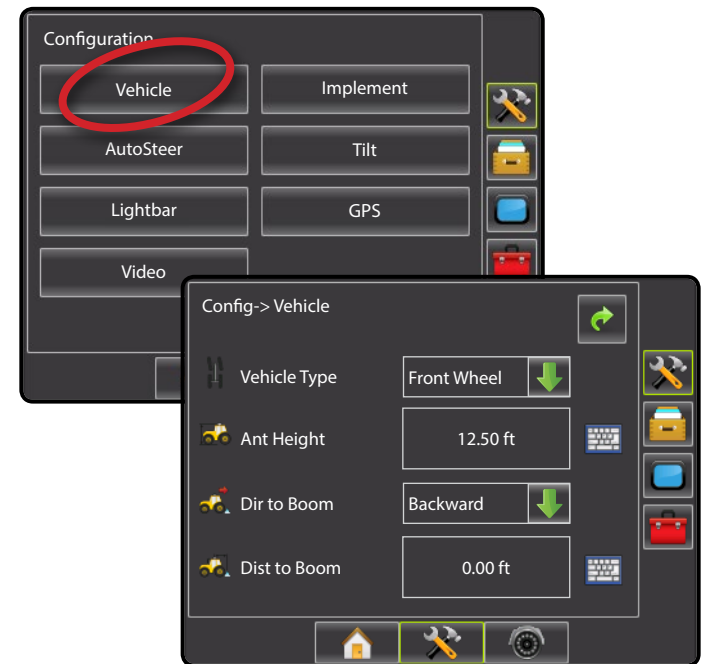 Configuration
Vehicle
Implement
AutoSteer
Tilt
Lightbar
GPS
Video
Config-> Vehicle
Vehicle Type
Front Wheel
Ant Height
12.50 ft
Dir to Boom
Backward
Dist to Boom
0.00 ft